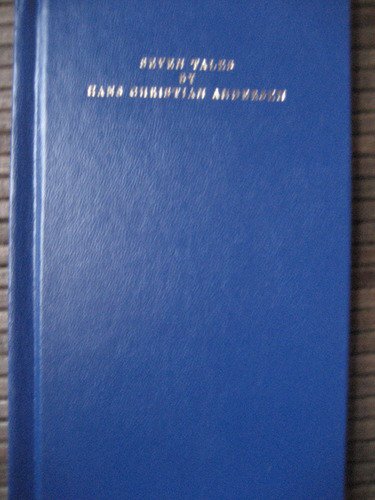 SEVEN TALES
BY
HANS CHRISTIAN ANDERSEN